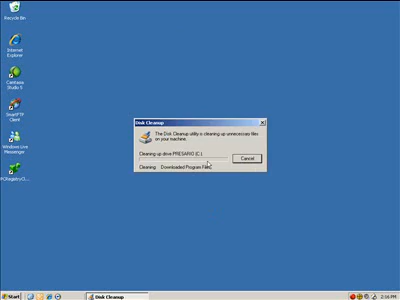 Recycle Bin
Internet
Explorer
Camtasia
Studio 5
SmartFTP
Client
Windows Live
Messenger
PCRegistryCl...
Disk Cleanup
The Disk Cleanup utility is cleaning up unnecessary files
on your machine.
Cleaning up drive PRESARIO (C:)
Cancel
Cleaning: Downloaded Program Files
Start
Disk Cleanup
2:16 PM